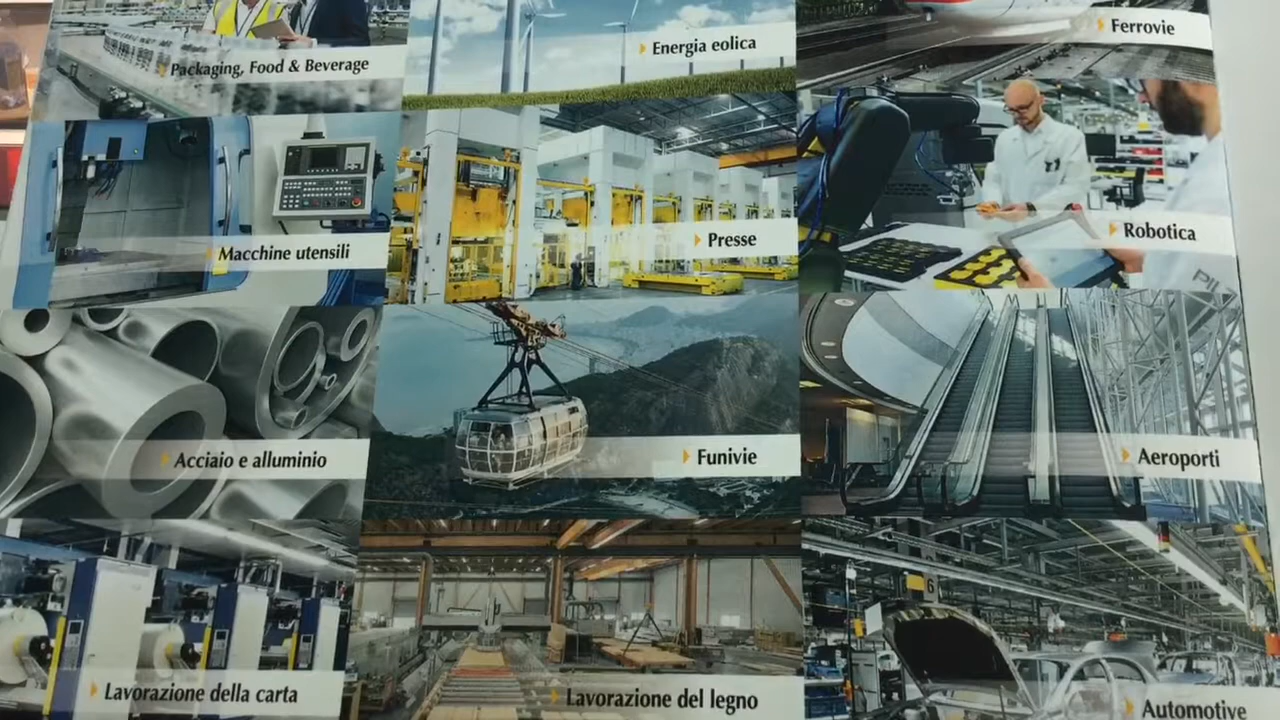 Packaging, Food & Beverage
Energia eolica
Ferrovie
Macchine utensili
Presse
Robotica
Acciaio e alluminio
Funivie
Aeroporti
6
Lavorazione della carta
Lavorazione del legno
Automotive